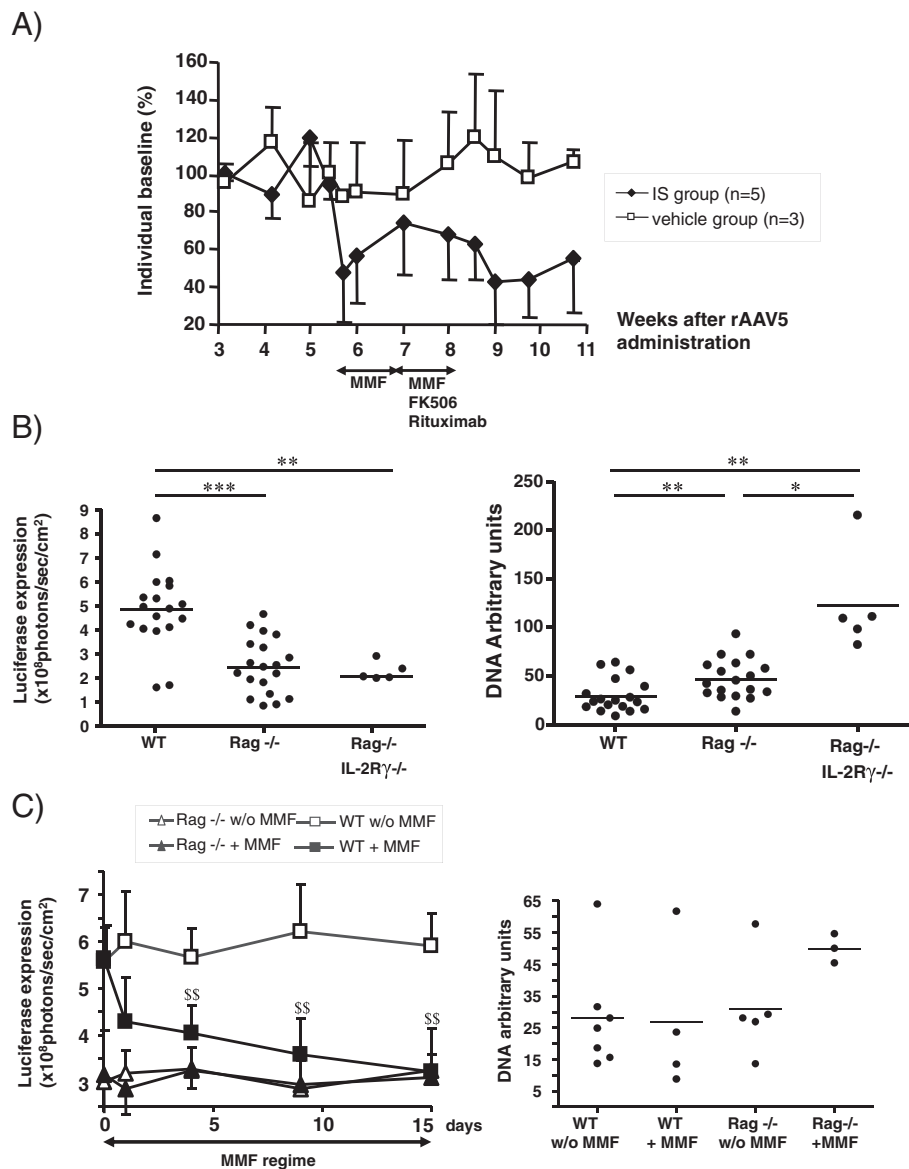 A)
160
140
120
100
80
60
40
20
Individual baseline (%)
3 4 5 6 7 8 9 10 11
IS group (n=5)
vehicle group (n=3)
Weeks after rAAV5
administration
MMF
MMF
FK506
Rituximab
B)
**
***
9
8
7
6
5
4
3
2
1
0
Luciferase expression
(x10⁸photons/sec/cm²)
WT
Rag -/-
Rag-/-
IL-2Rγ-/-
**
**
*
250
200
150
100
50
0
DNA Arbitrary units
WT
Rag -/-
Rag-/-
IL-2Rγ-/-
C)
Rag -/- w/o MMF
WT w/o MMF
Rag -/- + MMF
WT + MMF
7
6
5
4
3
Luciferase expression
(x10⁸photons/sec/cm²)
$$
$$
$$
0 5 10 15 days
MMF regime
65
55
45
35
25
15
5
DNA arbitrary units
WT
w/o MMF
WT
+ MMF
Rag -/-
w/o MMF
Rag-/-
+MMF